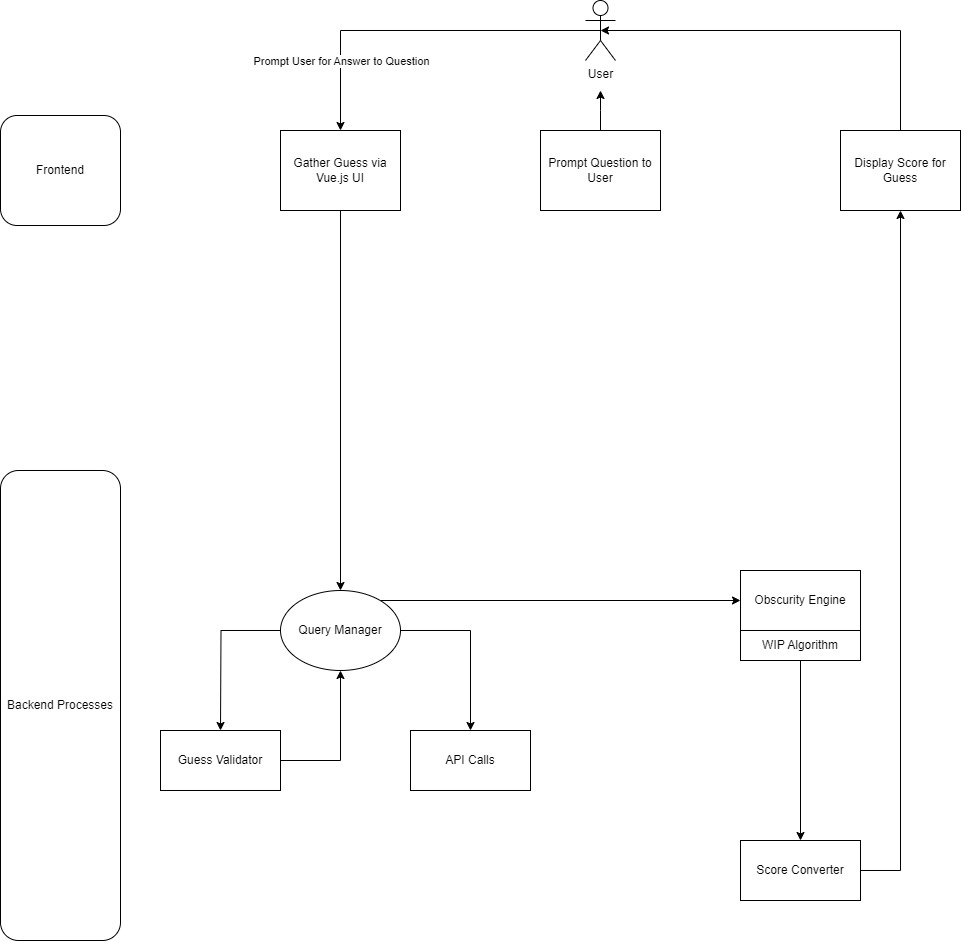 Prompt User for Answer to Question
User
Frontend
Gather Guess via
Vue.js UI
Prompt Question to
User
Display Score for
Guess
Obscurity Engine
Query Manager
WIP Algorithm
Backend Processes
Guess Validator
API Calls
Score Converter